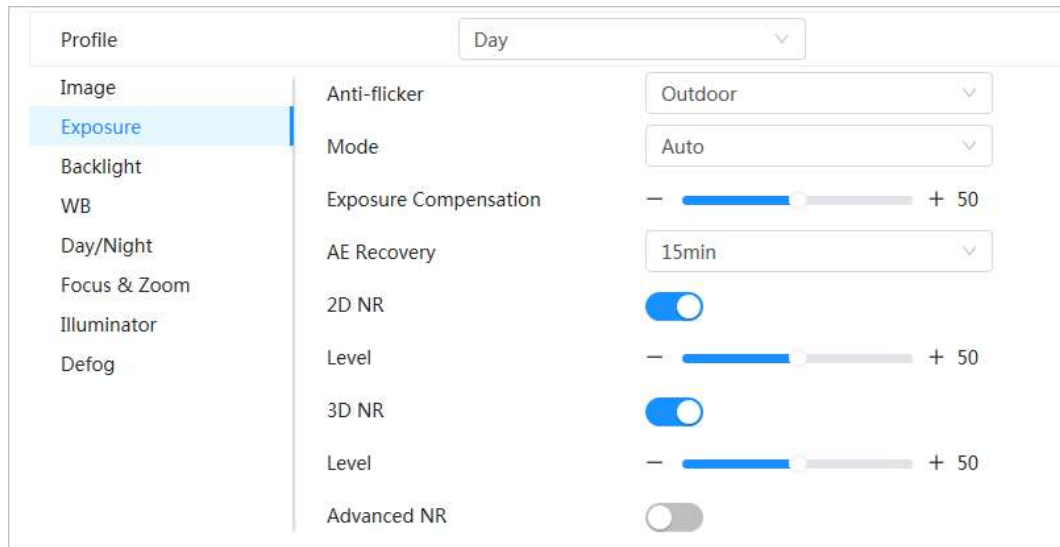 Profile Day
Image
Exposure
Backlight
WB
Day/Night
Focus & Zoom
Illuminator
Defog
Anti-flicker Outdoor
Mode Auto
Exposure Compensation − + 50
AE Recovery 15min
2D NR
Level − + 50
3D NR
Level − + 50
Advanced NR